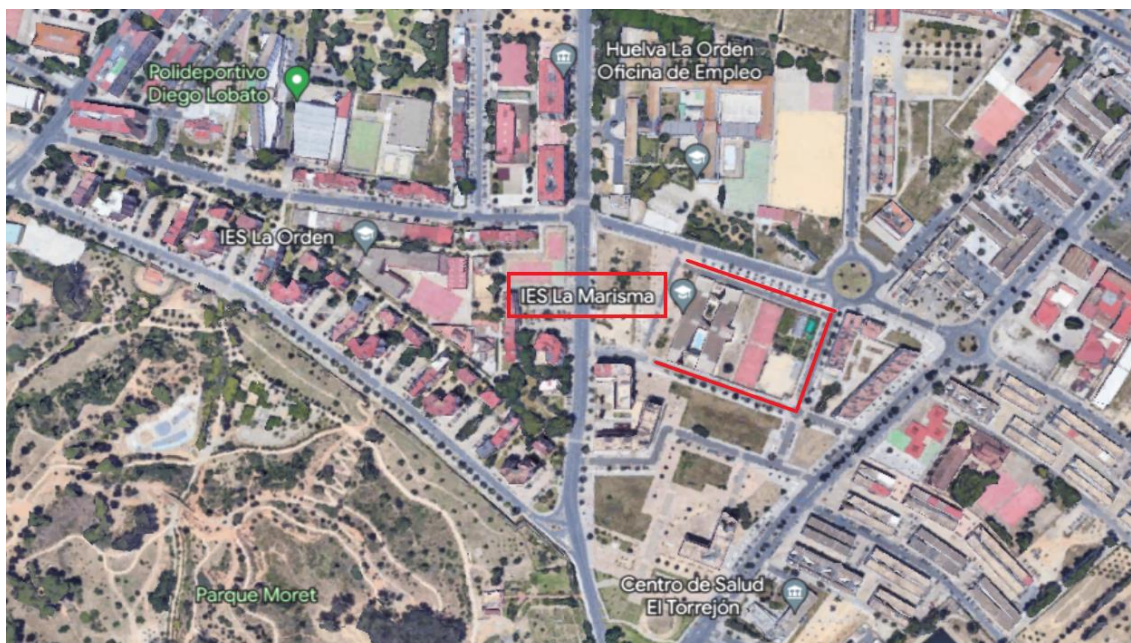 Polideportivo
Diego Lobato
Huelva La Orden
Oficina de Empleo
IES La Orden
IES La Marisma
Centro de Salud
El Torrejón
Parque Moret